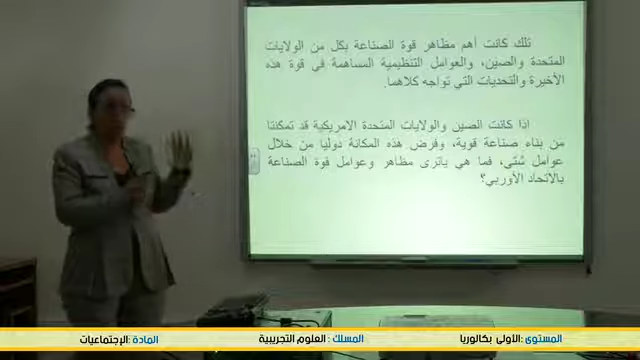 تلك كانت أهم مظاهر قوة الصناعة بكل من الولايات
المتحدة والصين، والعوامل التنظيمية المساهمة في قوة هذه
الأخيرة والتحديات التي تواجه كلاهما.
اذا كانت الصين والولايات المتحدة الامريكية قد تمكنتا
من بناء صناعة قوية، وفرض هذه المكانة دوليا من خلال
عوامل شتى، فما هي ياترى مظاهر وعوامل قوة الصناعة
بالاتحاد الأوربي؟
المستوى :الأولى بكالوريا المسلك : العلوم التجريبية المادة :الإجتماعيات